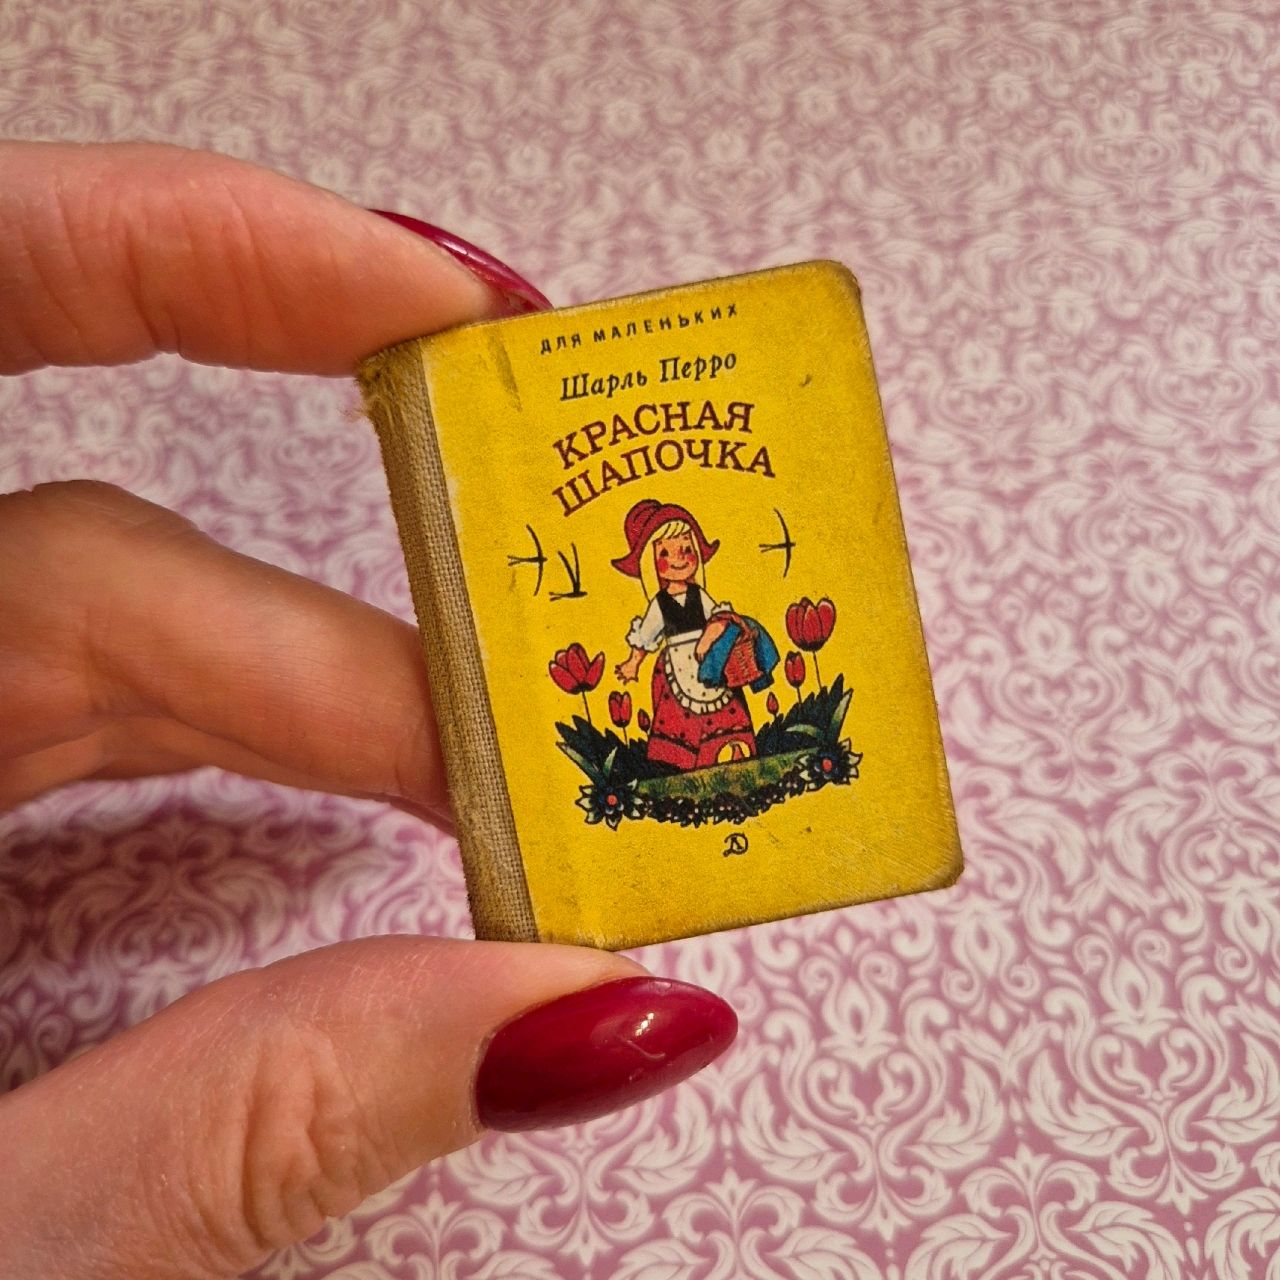 ДЛЯ МАЛЕНЬКИХ
Шарль Перро
КРАСНАЯ
ШАПОЧКА
Д